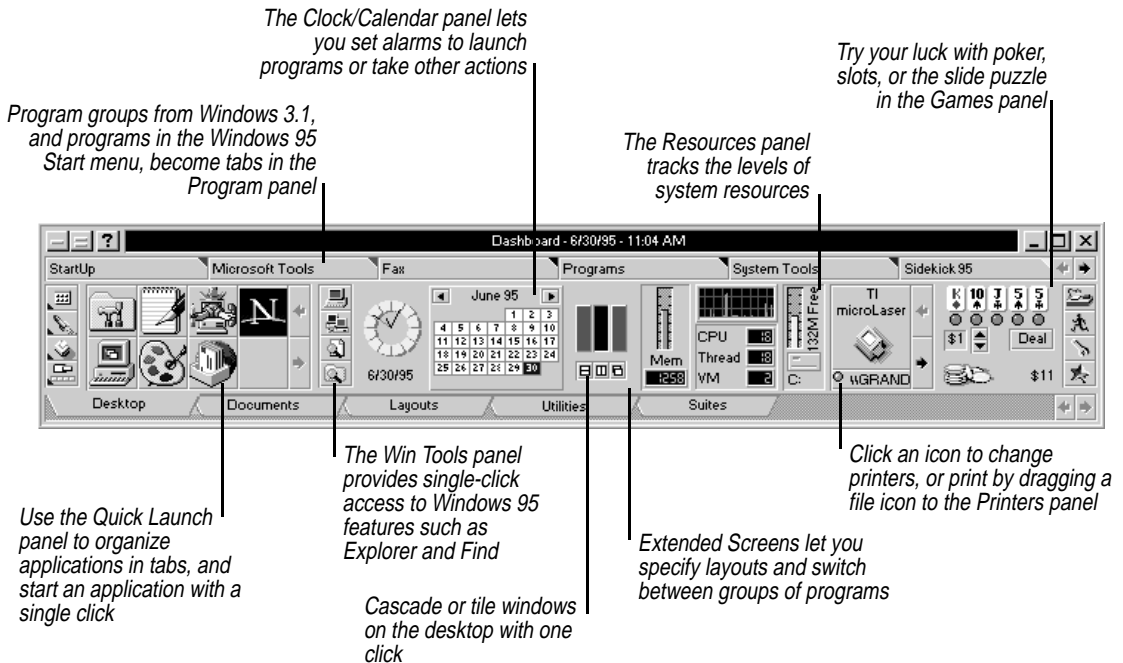 The Clock/Calendar panel lets
you set alarms to launch
programs or take other actions
Try your luck with poker,
slots, or the slide puzzle
in the Games panel
Program groups from Windows 3.1,
and programs in the Windows 95
Start menu, become tabs in the
Program panel
The Resources panel
tracks the levels of
system resources
? Dashboard - 6/30/95 - 11:04 AM
StartUp Microsoft Tools Fax Programs System Tools Sidekick 95
June 95
1 2 3
4 5 6 7 8 9 10
11 12 13 14 15 16 17
18 19 20 21 22 23 24
25 26 27 28 29 30
6/30/95
Mem
1258
CPU 18
Thread 18
VM 2
132M Free
C:
TI
microLaser
\\GRAND
K 10 J 5 5
$1 Deal
$11
N
Desktop Documents Layouts Utilities Suites
Use the Quick Launch
panel to organize
applications in tabs, and
start an application with a
single click
The Win Tools panel
provides single-click
access to Windows 95
features such as
Explorer and Find
Cascade or tile windows
on the desktop with one
click
Extended Screens let you
specify layouts and switch
between groups of programs
Click an icon to change
printers, or print by dragging a
file icon to the Printers panel